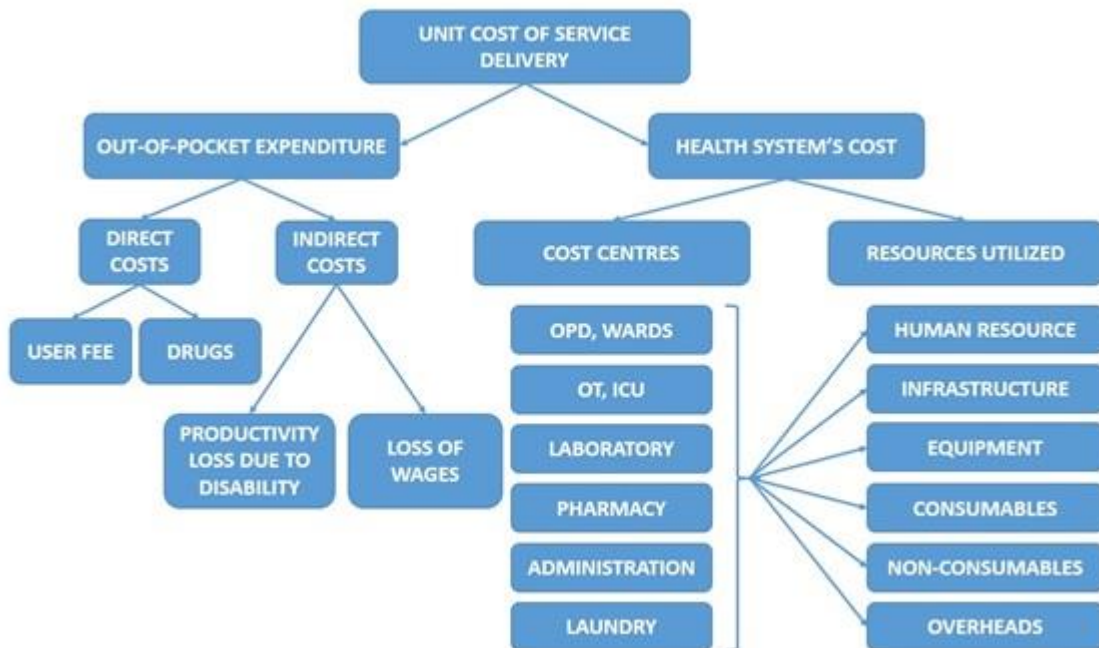 UNIT COST OF SERVICE
DELIVERY
OUT-OF-POCKET EXPENDITURE
HEALTH SYSTEM'S COST
DIRECT
COSTS
INDIRECT
COSTS
COST CENTRES
RESOURCES UTILIZED
USER FEE
DRUGS
PRODUCTIVITY
LOSS DUE TO
DISABILITY
LOSS OF
WAGES
OPD, WARDS
OT, ICU
LABORATORY
PHARMACY
ADMINISTRATION
LAUNDRY
HUMAN RESOURCE
INFRASTRUCTURE
EQUIPMENT
CONSUMABLES
NON-CONSUMABLES
OVERHEADS